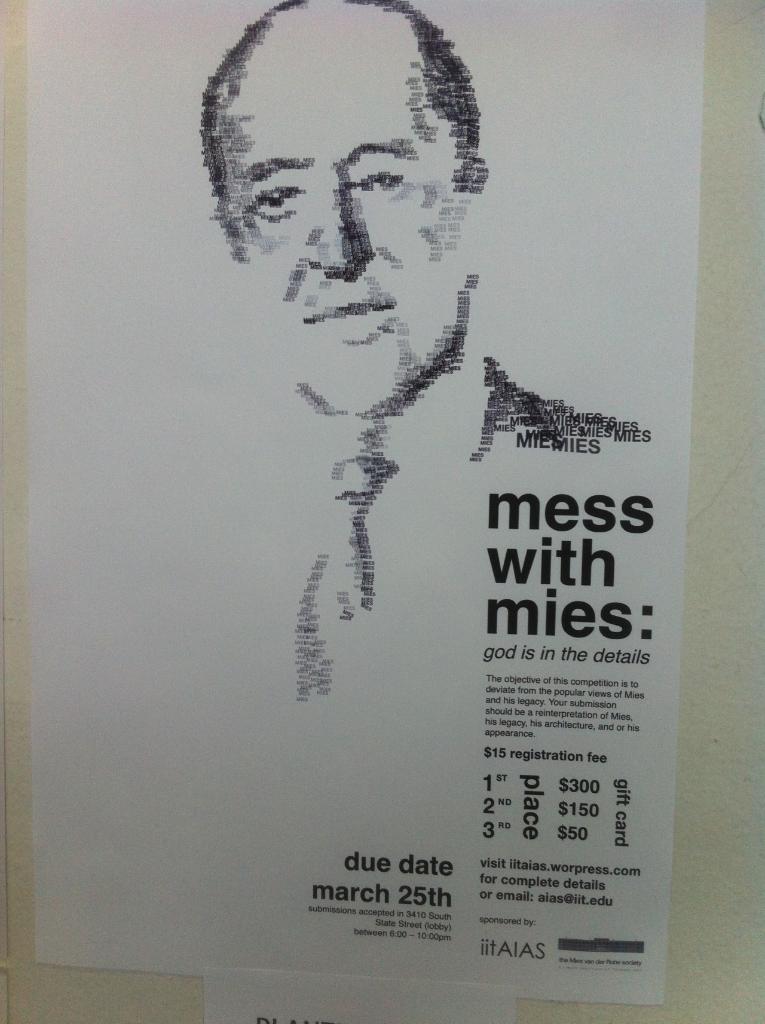 mess
with
mies:
god is in the details
The objective of this competition is to
deviate from the popular views of Mies
and his legacy. Your submission
should be a reinterpretation of Mies,
his legacy, his architecture, and or his
appearance.
$15 registration fee
1ST place $300 gift card
2ND $150
3RD $50
visit iitaias.worpress.com
for complete details
or email: aias@iit.edu
due date
march 25th
submissions accepted in 3410 South
State Street (lobby)
between 6:00 – 10:00pm
sponsored by:
iitAIAS
the Mies van der Rohe society